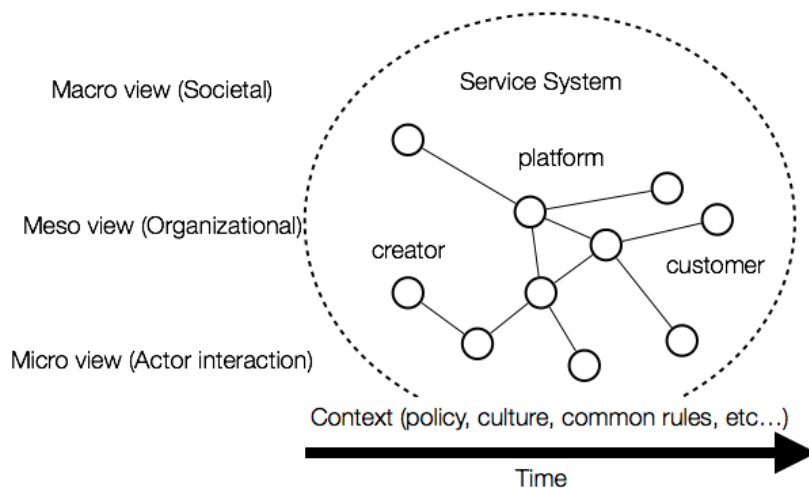 Macro view (Societal)
Service System
platform
Meso view (Organizational)
creator
customer
Micro view (Actor interaction)
Context (policy, culture, common rules, etc…)
Time